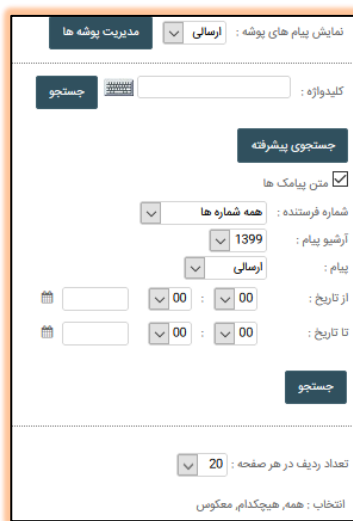 نمایش پیام های پوشه : ارسالی مدیریت پوشه ها
کلیدواژه : جستجو
جستجوی پیشرفته
متن پیامک ها
شماره فرستنده : همه شماره ها
آرشیو پیام : 1399
پیام : ارسالی
از تاریخ : 00 : 00
تا تاریخ : 00 : 00
جستجو
تعداد ردیف در هر صفحه : 20
انتخاب : همه, هیچکدام, معکوس